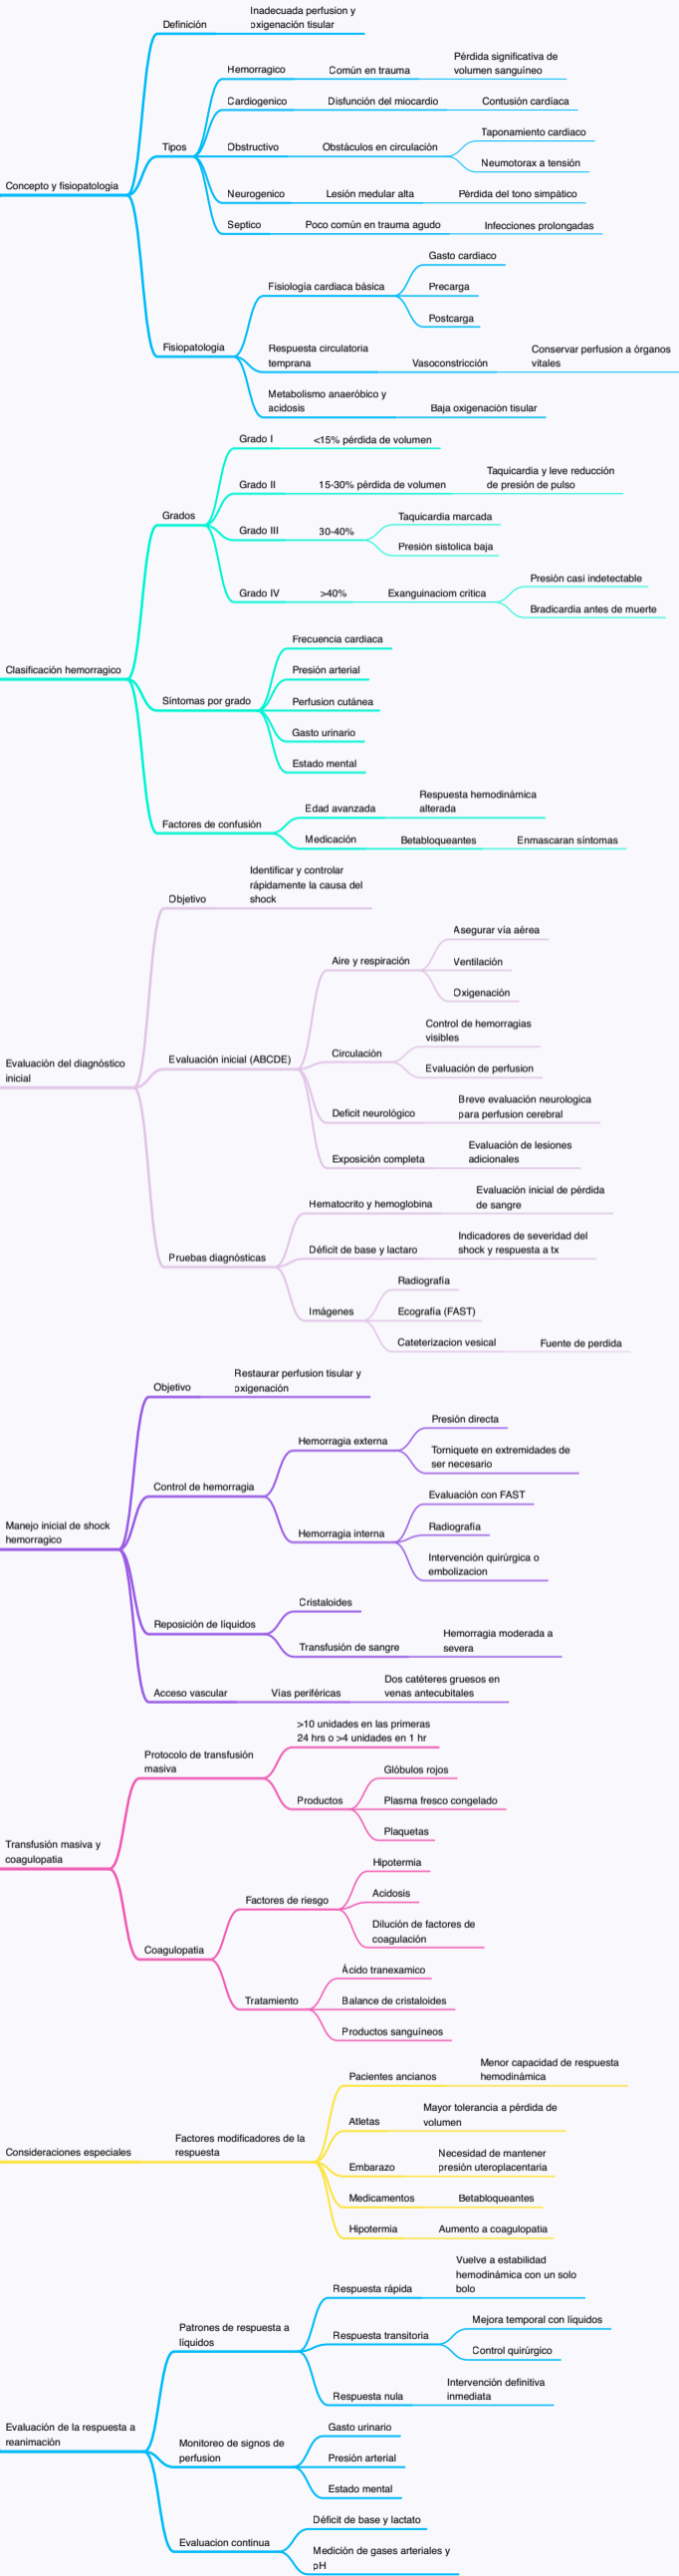 Concepto y fisiopatologia
Definición
Inadecuada perfusion y
oxigenación tisular
Tipos
Hemorragico
Común en trauma
Pérdida significativa de
volumen sanguíneo
Cardiogenico
Disfunción del miocardio
Contusión cardíaca
Obstructivo
Obstáculos en circulación
Taponamiento cardiaco
Neumotorax a tensión
Neurogenico
Lesión medular alta
Pérdida del tono simpático
Septico
Poco común en trauma agudo
Infecciones prolongadas
Fisiopatologia
Fisiología cardiaca básica
Gasto cardiaco
Precarga
Postcarga
Respuesta circulatoria
temprana
Vasoconstricción
Conservar perfusion a órganos
vitales
Metabolismo anaeróbico y
acidosis
Baja oxigenación tisular
Clasificación hemorragico
Grados
Grado I
<15% pérdida de volumen
Grado II
15-30% pérdida de volumen
Taquicardia y leve reducción
de presión de pulso
Grado III
30-40%
Taquicardia marcada
Presión sistolica baja
Grado IV
>40%
Exanguinaciom critica
Presión casi indetectable
Bradicardia antes de muerte
Síntomas por grado
Frecuencia cardiaca
Presión arterial
Perfusion cutánea
Gasto urinario
Estado mental
Factores de confusión
Edad avanzada
Respuesta hemodinámica
alterada
Medicación
Betabloqueantes
Enmascaran síntomas
Evaluación del diagnóstico
inicial
Objetivo
Identificar y controlar
rápidamente la causa del
shock
Evaluación inicial (ABCDE)
Aire y respiración
Asegurar vía aérea
Ventilación
Oxigenación
Circulación
Control de hemorragias
visibles
Evaluación de perfusion
Deficit neurológico
Breve evaluación neurologica
para perfusion cerebral
Exposición completa
Evaluación de lesiones
adicionales
Pruebas diagnósticas
Hematocrito y hemoglobina
Evaluación inicial de pérdida
de sangre
Déficit de base y lactaro
Indicadores de severidad del
shock y respuesta a tx
Imágenes
Radiografía
Ecografía (FAST)
Cateterizacion vesical
Fuente de perdida
Manejo inicial de shock
hemorragico
Objetivo
Restaurar perfusion tisular y
oxigenación
Control de hemorragia
Hemorragia externa
Presión directa
Torniquete en extremidades de
ser necesario
Hemorragia interna
Evaluación con FAST
Radiografía
Intervención quirúrgica o
embolizacion
Reposición de líquidos
Cristaloides
Transfusión de sangre
Hemorragia moderada a
severa
Acceso vascular
Vías periféricas
Dos catéteres gruesos en
venas antecubitales
Transfusión masiva y
coagulopatia
Protocolo de transfusión
masiva
>10 unidades en las primeras
24 hrs o >4 unidades en 1 hr
Productos
Glóbulos rojos
Plasma fresco congelado
Plaquetas
Coagulopatia
Factores de riesgo
Hipotermia
Acidosis
Dilución de factores de
coagulación
Tratamiento
Ácido tranexamico
Balance de cristaloides
Productos sanguíneos
Consideraciones especiales
Factores modificadores de la
respuesta
Pacientes ancianos
Menor capacidad de respuesta
hemodinámica
Atletas
Mayor tolerancia a pérdida de
volumen
Embarazo
Necesidad de mantener
presión uteroplacentaria
Medicamentos
Betabloqueantes
Hipotermia
Aumento a coagulopatia
Evaluación de la respuesta a
reanimación
Patrones de respuesta a
líquidos
Respuesta rápida
Vuelve a estabilidad
hemodinámica con un solo
bolo
Respuesta transitoria
Mejora temporal con líquidos
Control quirúrgico
Respuesta nula
Intervención definitiva
inmediata
Monitoreo de signos de
perfusion
Gasto urinario
Presión arterial
Estado mental
Evaluacion continua
Déficit de base y lactato
Medición de gases arteriales y
pH